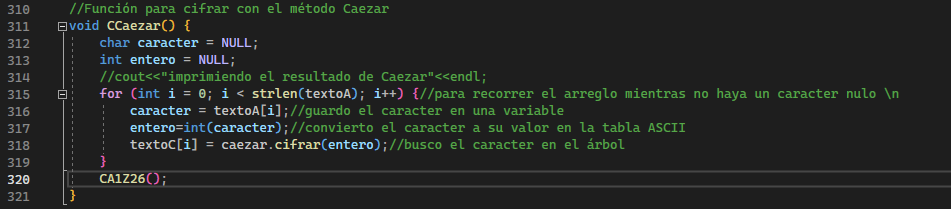 310 //Función para cifrar con el método Caezar
311 void CCaezar() {
312 char caracter = NULL;
313 int entero = NULL;
314 //cout<<"imprimiendo el resultado de Caezar"<<endl;
315 for (int i = 0; i < strlen(textoA); i++) {//para recorrer el arreglo mientras no haya un caracter nulo \n
316 caracter = textoA[i];//guardo el caracter en una variable
317 entero=int(caracter);//convierto el caracter a su valor en la tabla ASCII
318 textoC[i] = caezar.cifrar(entero);//busco el caracter en el árbol
319 }
320 CA1Z26();
321 }